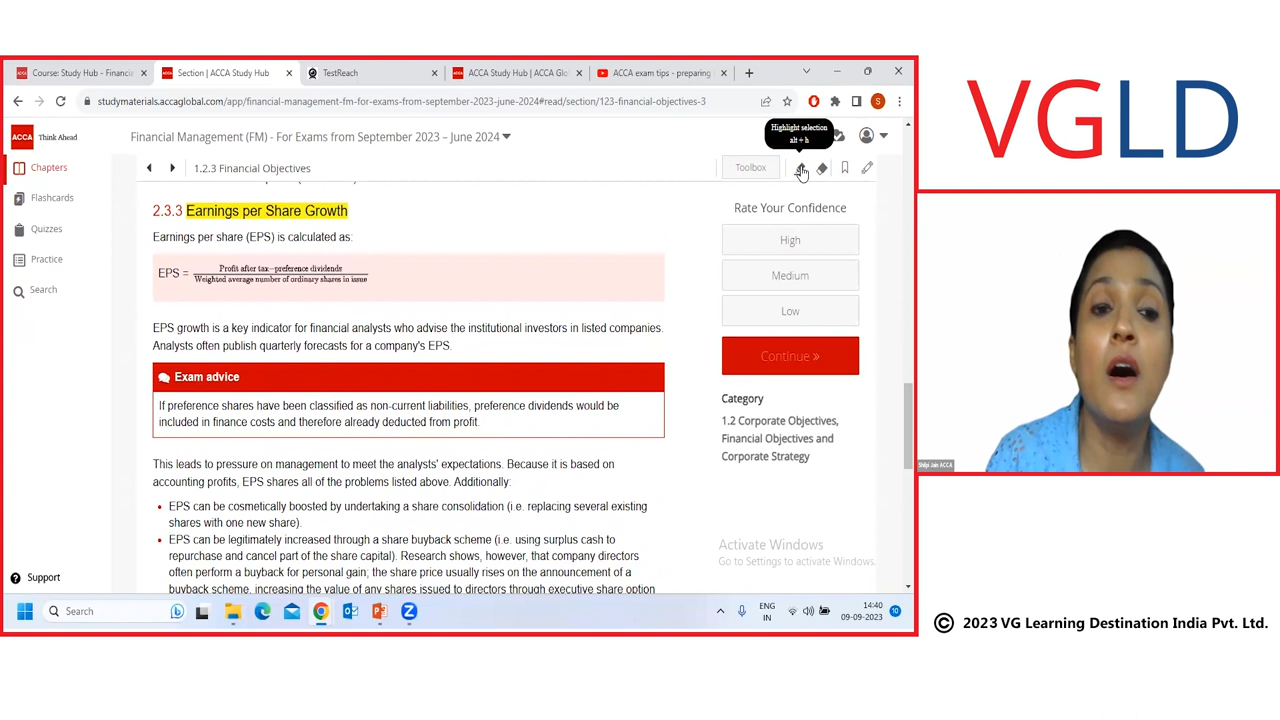 Course: Study Hub - Financi
Section | ACCA Study Hub
TestReach
ACCA Study Hub | ACCA Glo
ACCA exam tips - preparing
studymaterials.accaglobal.com/app/financial-management-fm-for-exams-from-september-2023-june-2024#read/section/123-financial-objectives-3
S
ACCA
Think Ahead
Financial Management (FM) - For Exams from September 2023 – June 2024
Highlight selection
alt + h
Chapters
Flashcards
Quizzes
Practice
Search
Support
1.2.3 Financial Objectives
Toolbox
2.3.3 Earnings per Share Growth
Earnings per share (EPS) is calculated as:
EPS = Profit after tax−preference dividends
Weighted average number of ordinary shares in issue
EPS growth is a key indicator for financial analysts who advise the institutional investors in listed companies.
Analysts often publish quarterly forecasts for a company's EPS.
Exam advice
If preference shares have been classified as non-current liabilities, preference dividends would be
included in finance costs and therefore already deducted from profit.
This leads to pressure on management to meet the analysts' expectations. Because it is based on
accounting profits, EPS shares all of the problems listed above. Additionally:
• EPS can be cosmetically boosted by undertaking a share consolidation (i.e. replacing several existing
shares with one new share).
• EPS can be legitimately increased through a share buyback scheme (i.e. using surplus cash to
repurchase and cancel part of the share capital). Research shows, however, that company directors
often perform a buyback for personal gain; the share price usually rises on the announcement of a
buyback scheme, increasing the value of any shares issued to directors through executive share option
Rate Your Confidence
High
Medium
Low
Continue »
Category
1.2 Corporate Objectives,
Financial Objectives and
Corporate Strategy
Activate Windows
Go to Settings to activate Windows.
Search
ENG
IN
14:40
09-09-2023
10
VGLD
Shilpi Jain ACCA
© 2023 VG Learning Destination India Pvt. Ltd.